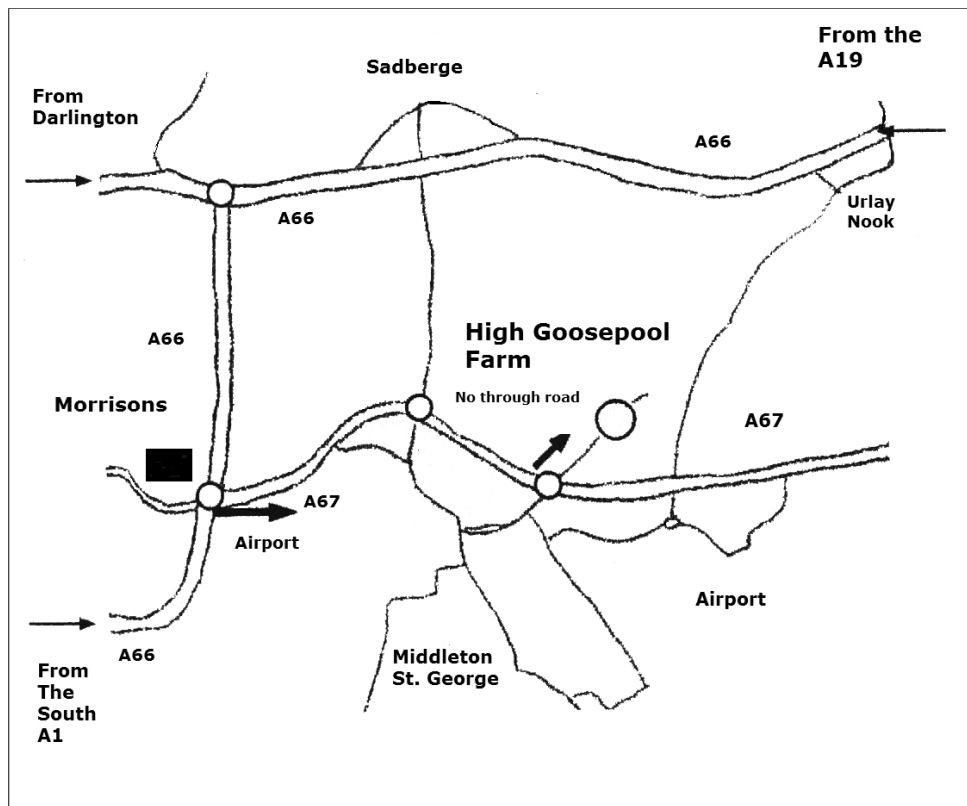 From the
A19
Sadberge
From
Darlington
A66
A66
Urlay
Nook
A66
High Goosepool
Farm
No through road
Morrisons
A67
A67
Airport
Airport
A66
Middleton
St. George
From
The
South
A1